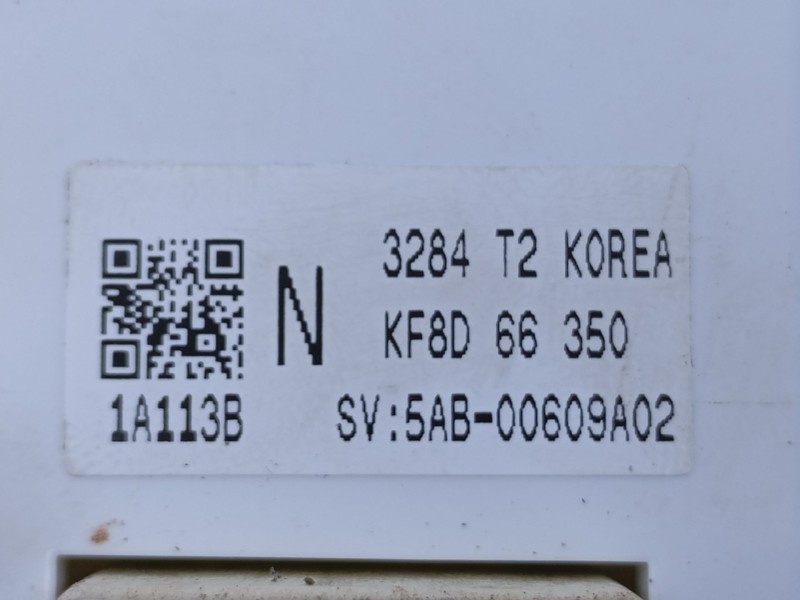 3284 T2 KOREA
N
KF8D 66 350
1A113B
SV:5AB-00609A02